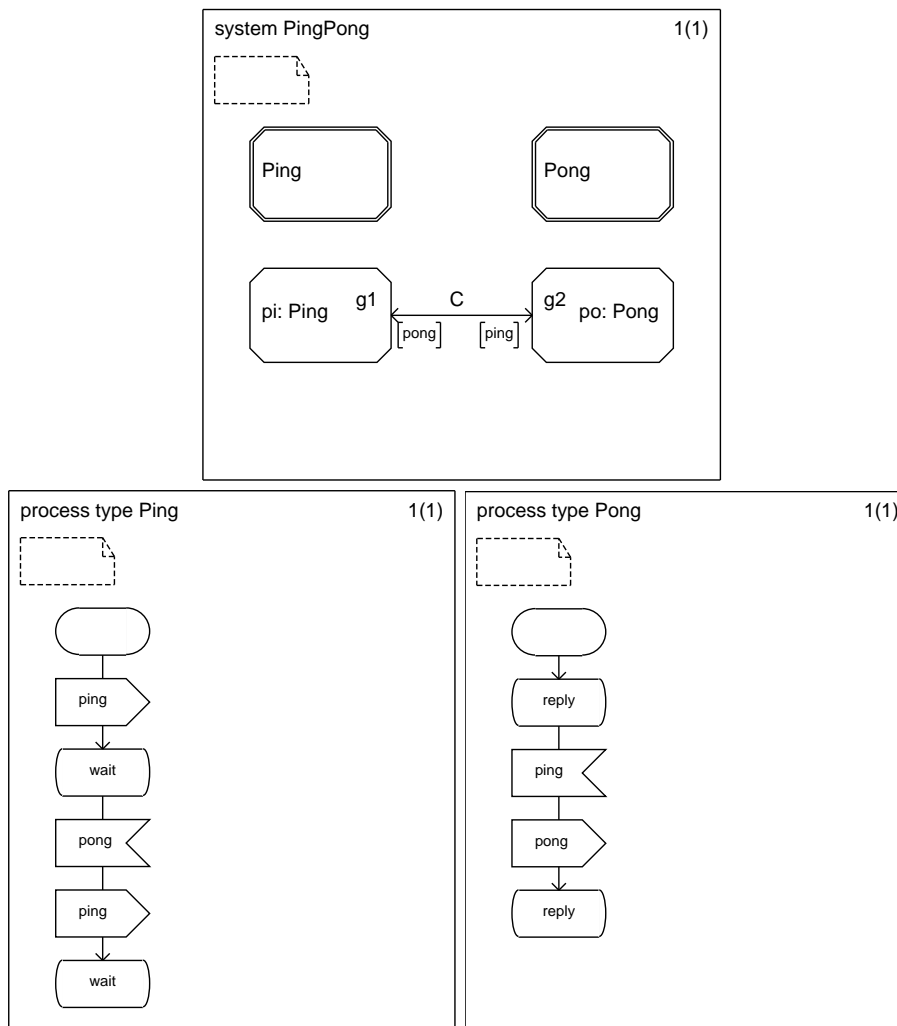 system PingPong 1(1)
Ping
Pong
pi: Ping
g1
C
g2
po: Pong
[pong]
[ping]
process type Ping 1(1)
ping
wait
pong
ping
wait
process type Pong 1(1)
reply
ping
pong
reply